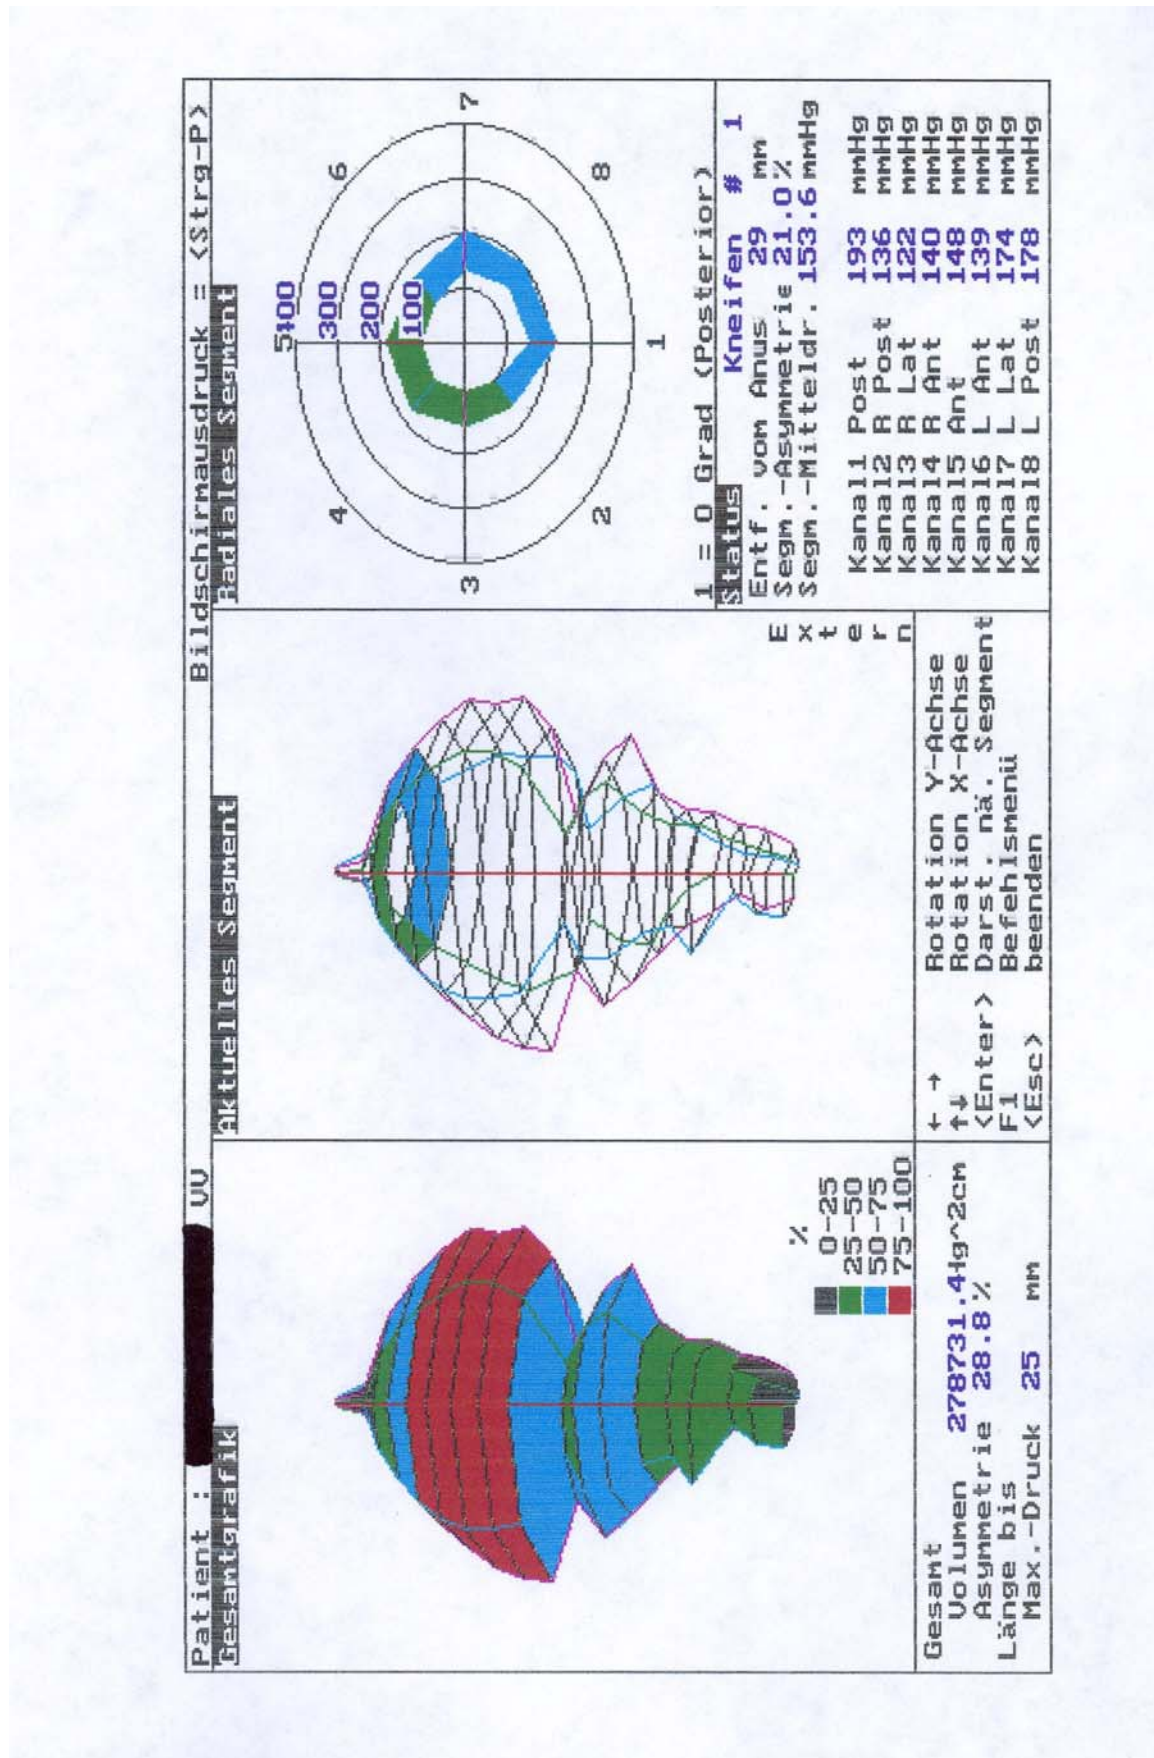 Patient : UU Bildschirmausdruck = <Strg-P>
Gesamtgrafik
%
0-25
25-50
50-75
75-100
Gesamt
Volumen 278731.4Hg^2cm
Asymmetrie 28.8 %
Länge bis
Max.-Druck 25 mm
Aktuelles Segment
Extern
← → Rotation Y-Achse
↑↓ Rotation X-Achse
<Enter> Darst. nä. Segment
F1 Befehlsmenü
<Esc> beenden
Radiales Segment
5400
300
200
100
4
6
3
7
2
8
1
1 = 0 Grad (Posterior)
Status Kneifen # 1
Entf. vom Anus 29 mm
Segm.-Asymmetrie 21.0 %
Segm.-Mitteldr. 153.6 mmHg
Kanal1 Post 193 mmHg
Kanal2 R Post 136 mmHg
Kanal3 R Lat 122 mmHg
Kanal4 R Ant 140 mmHg
Kanal5 Ant 148 mmHg
Kanal6 L Ant 139 mmHg
Kanal7 L Lat 174 mmHg
Kanal8 L Post 178 mmHg